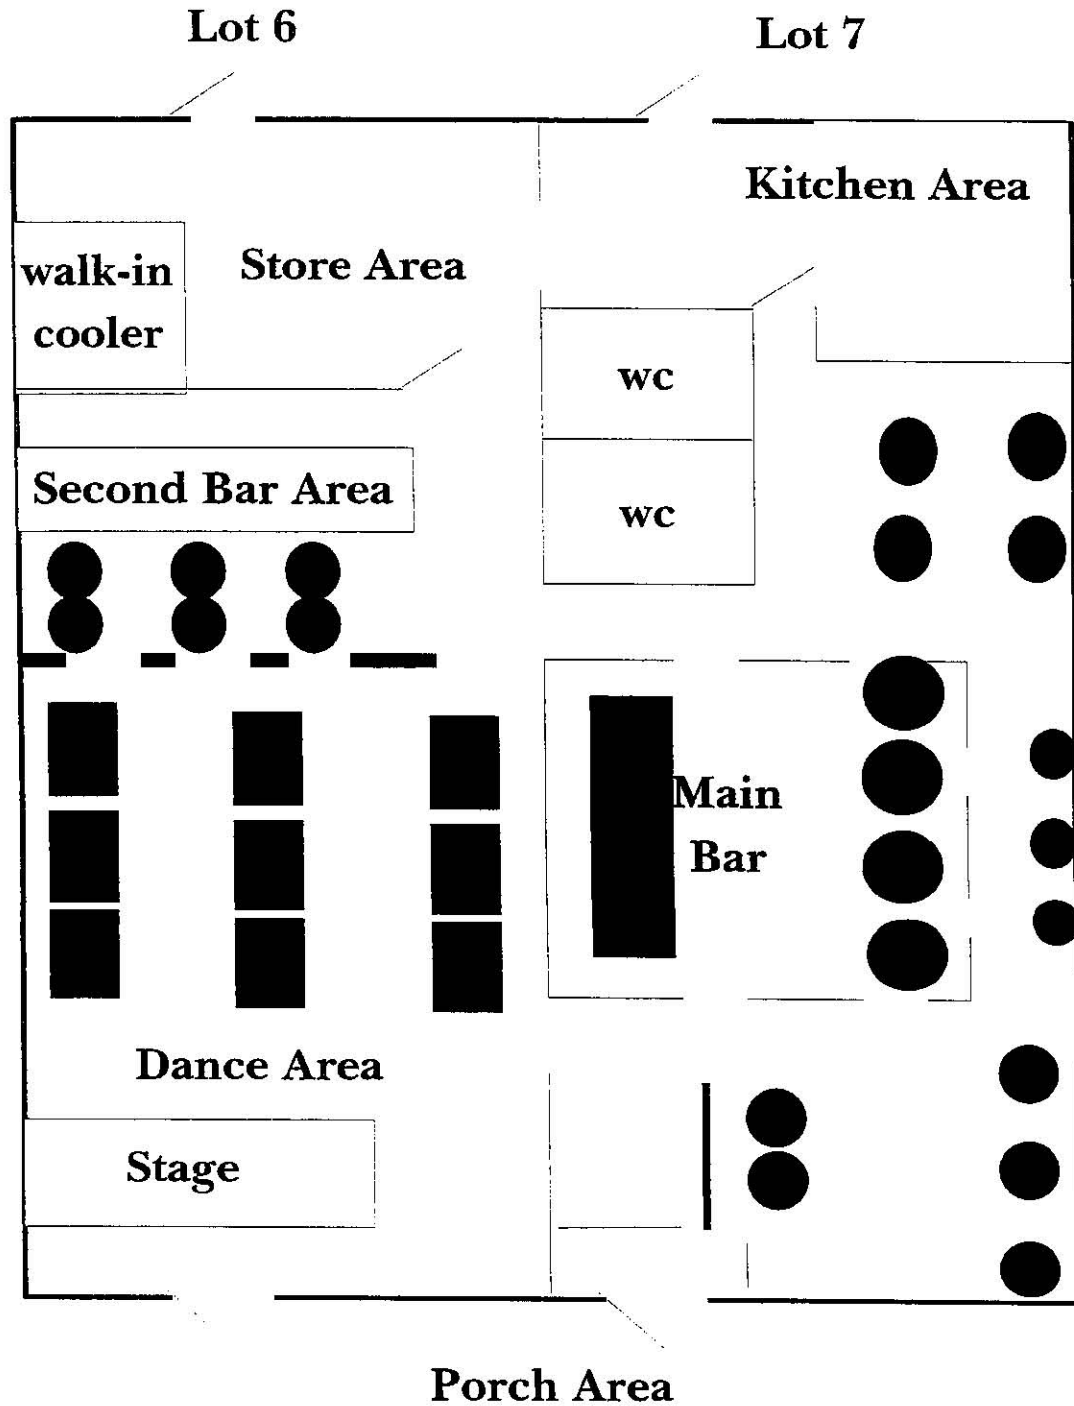 Lot 6
Lot 7
Kitchen Area
walk-in
cooler
Store Area
wc
Second Bar Area
wc
Main
Bar
Dance Area
Stage
Porch Area